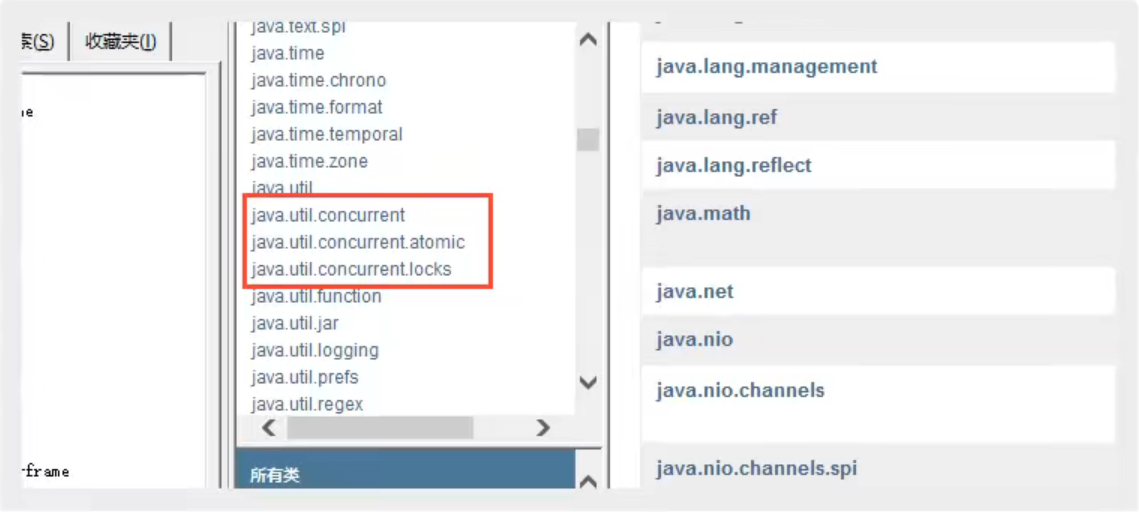 索(S)
收藏夹(I)
java.text.spi
java.time
java.time.chrono
java.time.format
java.time.temporal
java.time.zone
java.util
java.util.concurrent
java.util.concurrent.atomic
java.util.concurrent.locks
java.util.function
java.util.jar
java.util.logging
java.util.prefs
java.util.regex
所有类
java.lang.management
java.lang.ref
java.lang.reflect
java.math
java.net
java.nio
java.nio.channels
java.nio.channels.spi